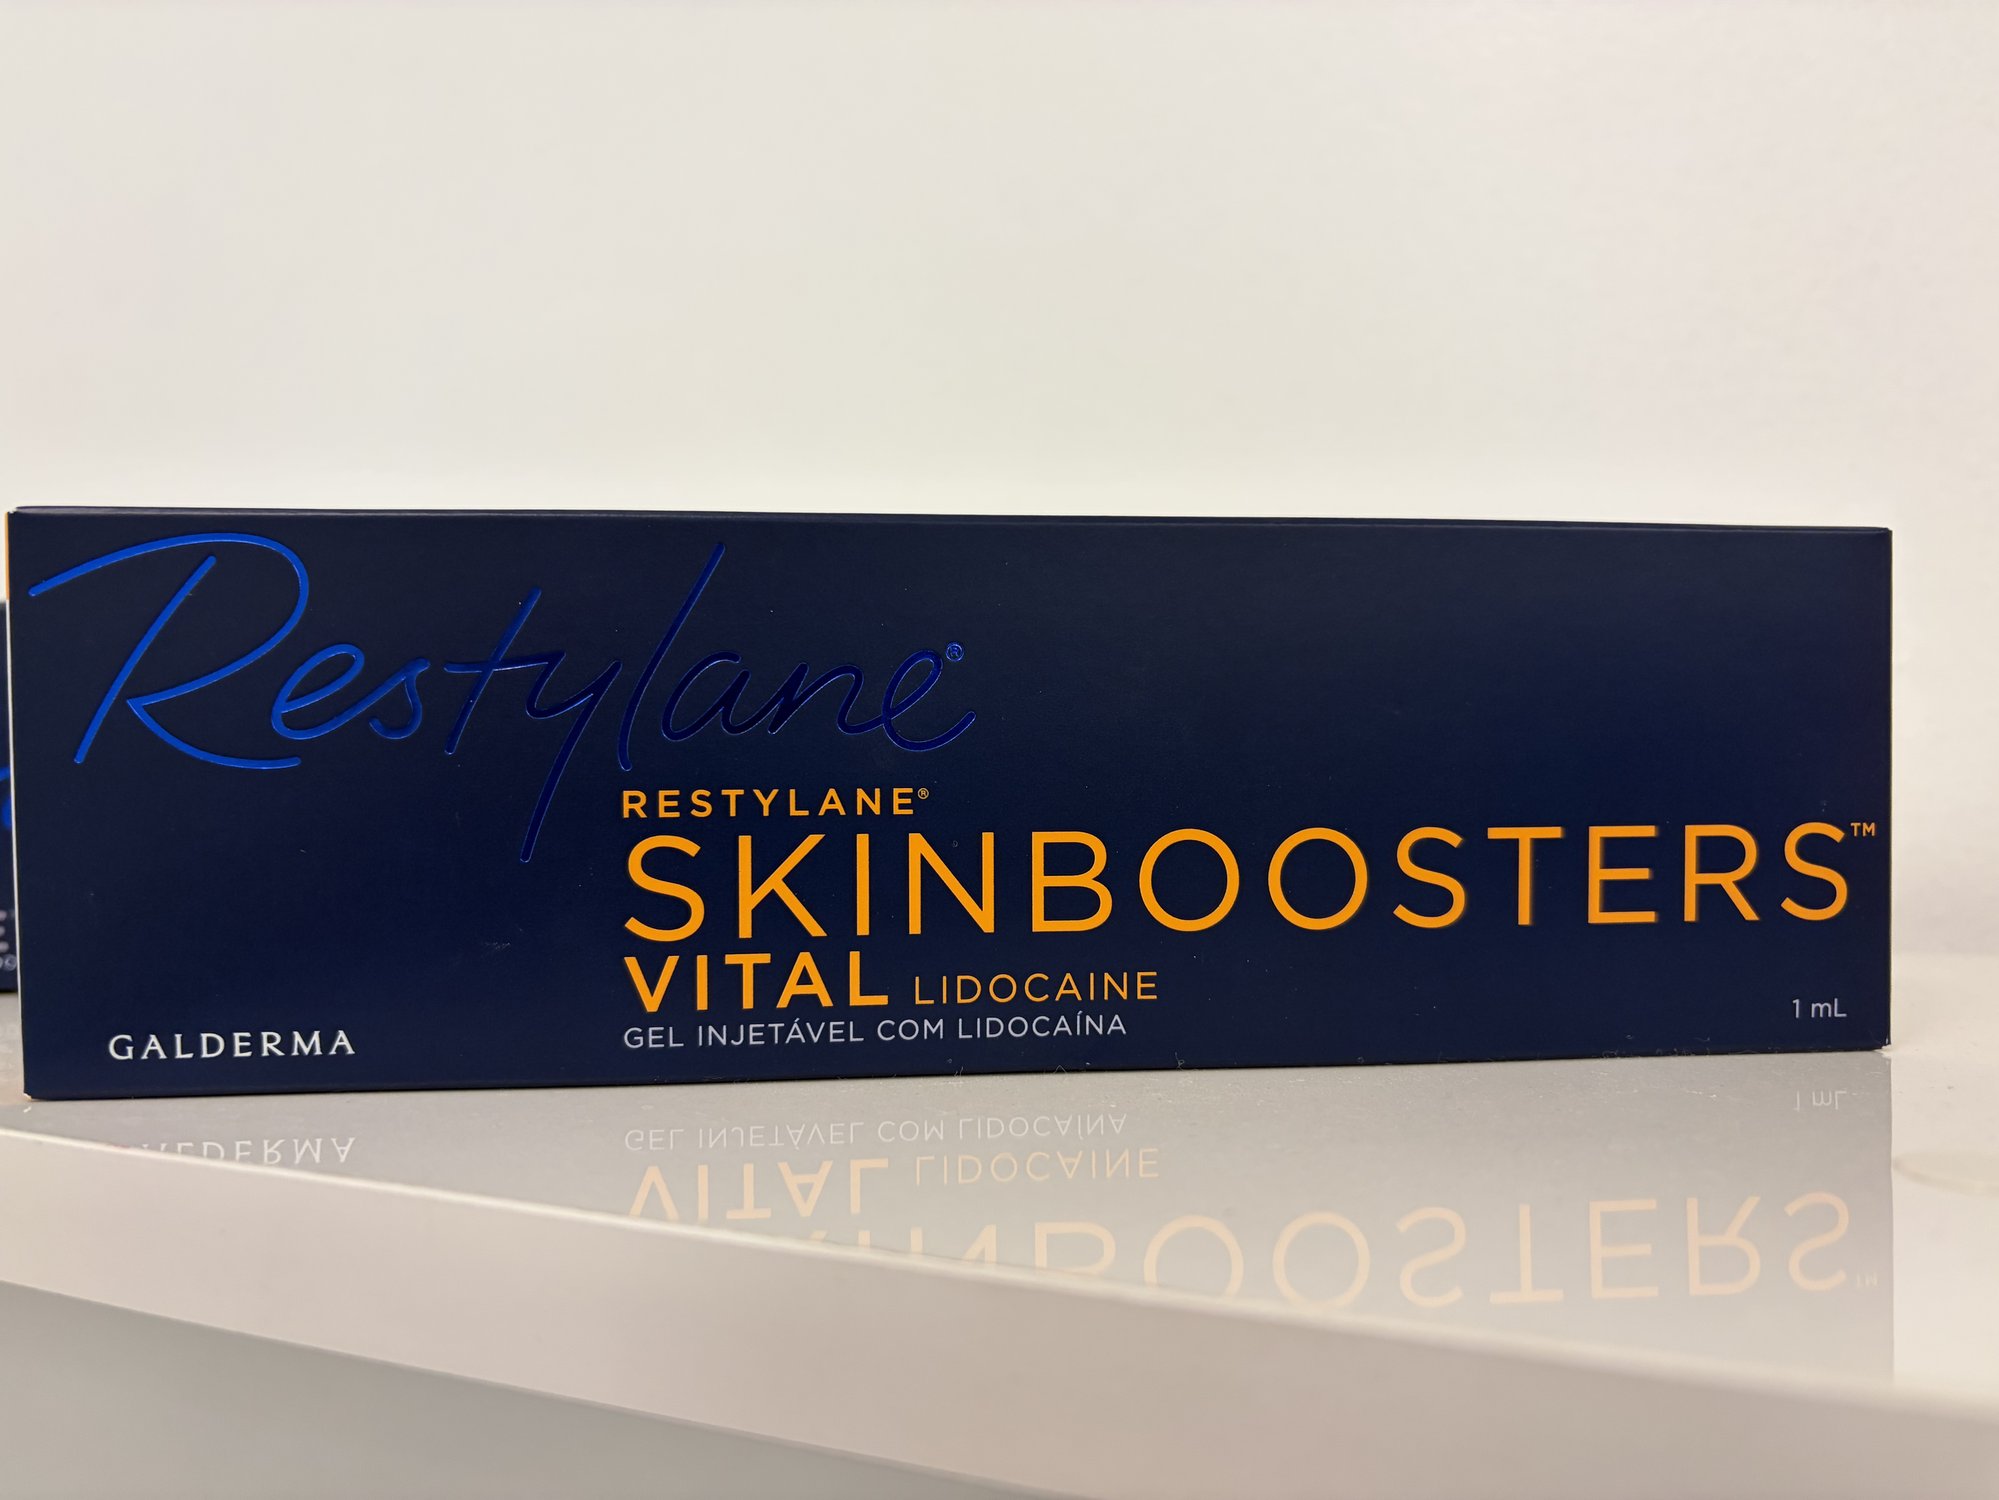 Restylane®
RESTYLANE®
SKINBOOSTERS™
VITAL LIDOCAINE
GEL INJETÁVEL COM LIDOCAÍNA
1 mL
GALDERMA